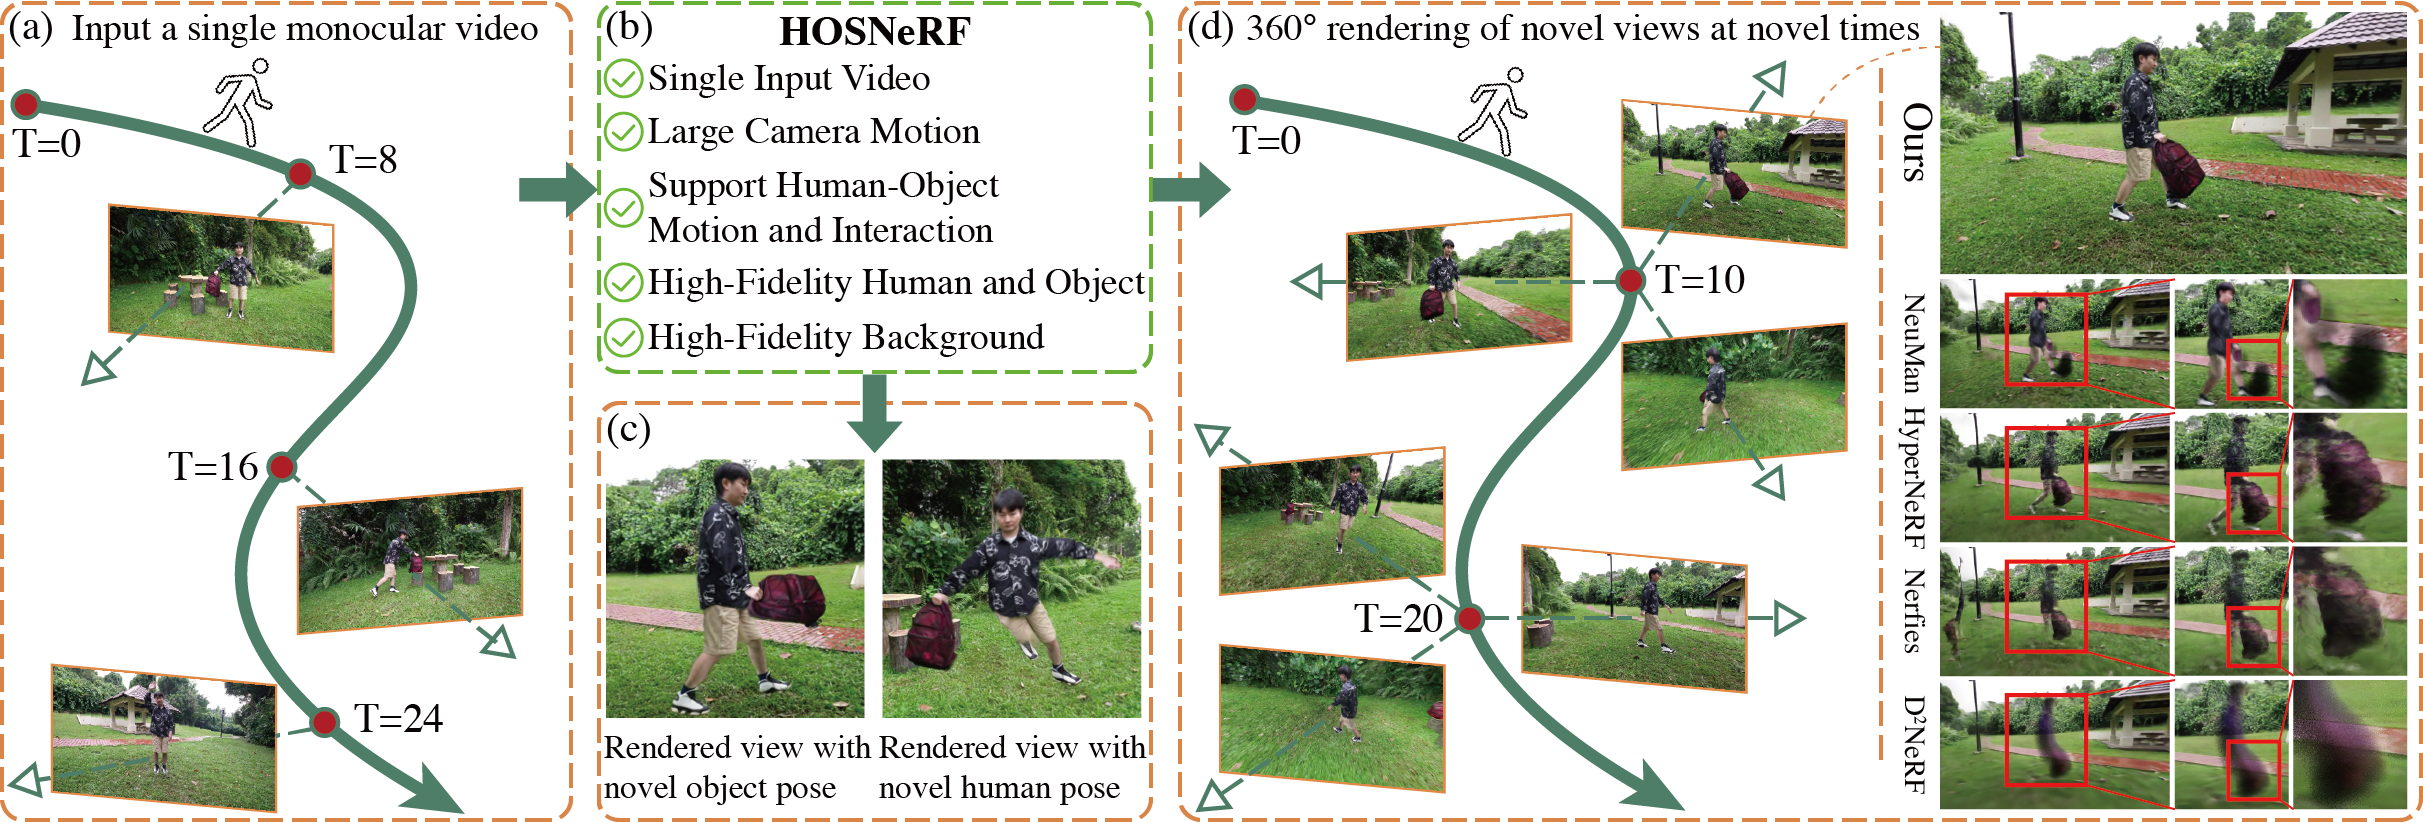 (a) Input a single monocular video
T=0
T=8
T=16
T=24
(b) HOSNeRF
Single Input Video
Large Camera Motion
Support Human-Object
Motion and Interaction
High-Fidelity Human and Object
High-Fidelity Background
(c)
Rendered view with
novel object pose
Rendered view with
novel human pose
(d) 360° rendering of novel views at novel times
T=0
T=10
T=20
Ours
NeuMan
HyperNeRF
Nerfies
D²NeRF